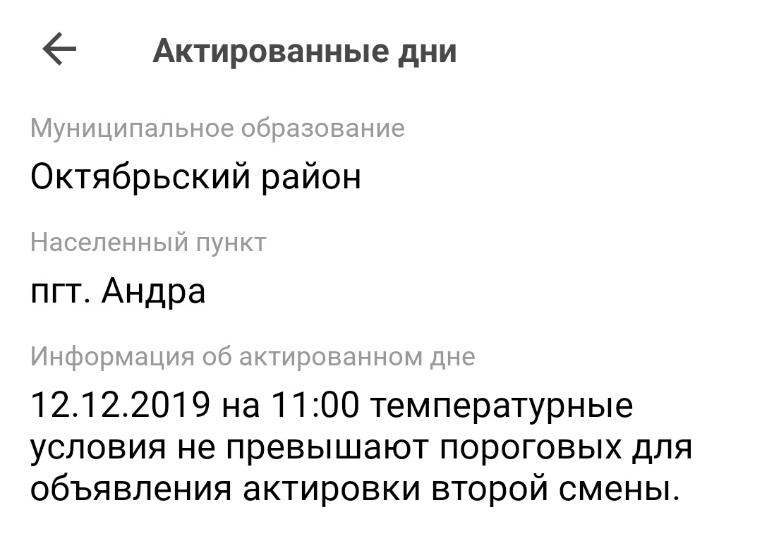 Актированные дни
Муниципальное образование
Октябрьский район
Населенный пункт
пгт. Андра
Информация об актированном дне
12.12.2019 на 11:00 температурные
условия не превышают пороговых для
объявления актировки второй смены.